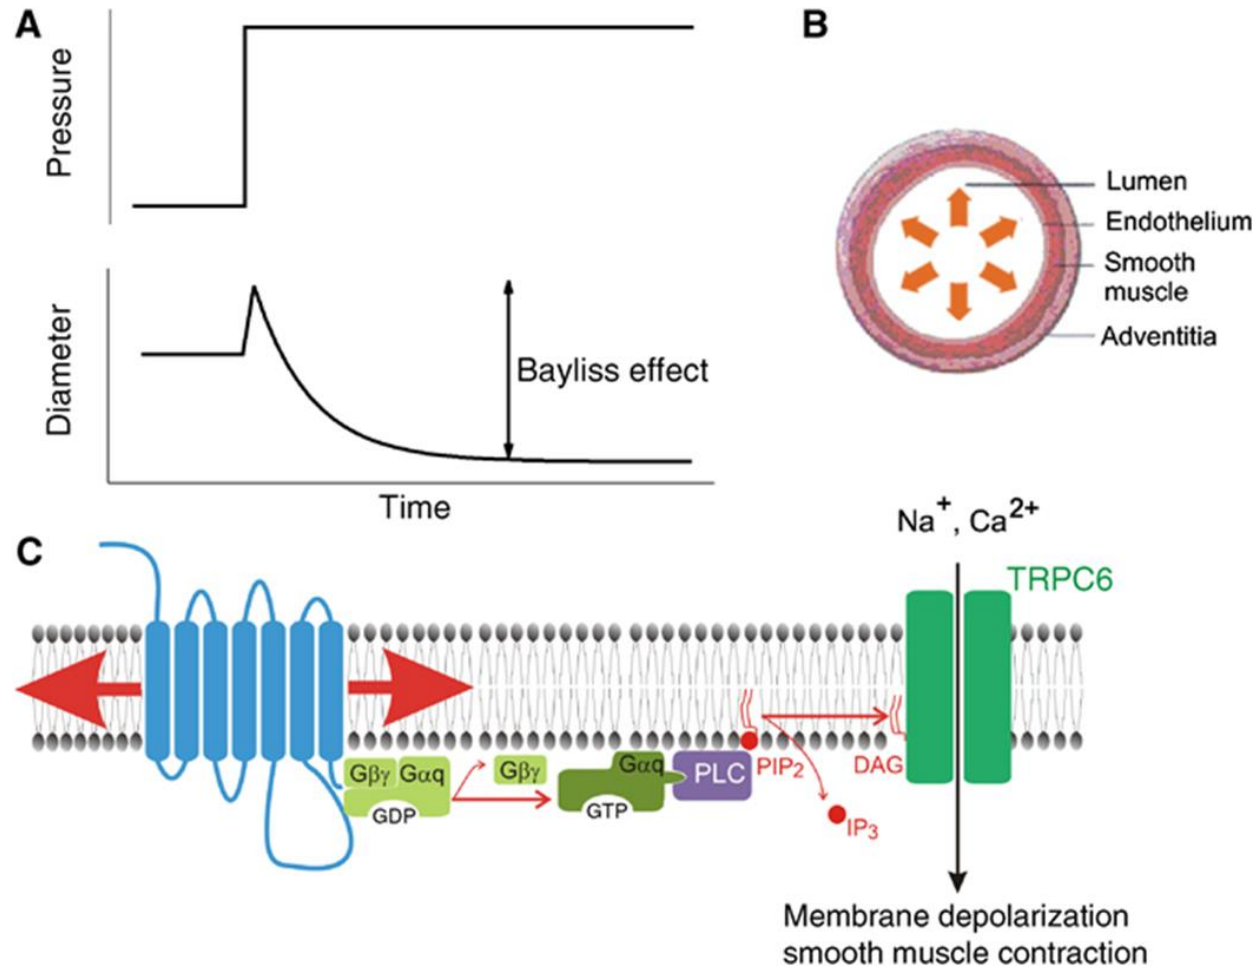 A
Pressure
Diameter
Bayliss effect
Time
B
Lumen
Endothelium
Smooth
muscle
Adventitia
C
Na⁺, Ca²⁺
TRPC6
Gβγ Gαq
GDP
Gβγ
Gαq
GTP
PLC
PIP₂
DAG
IP₃
Membrane depolarization
smooth muscle contraction